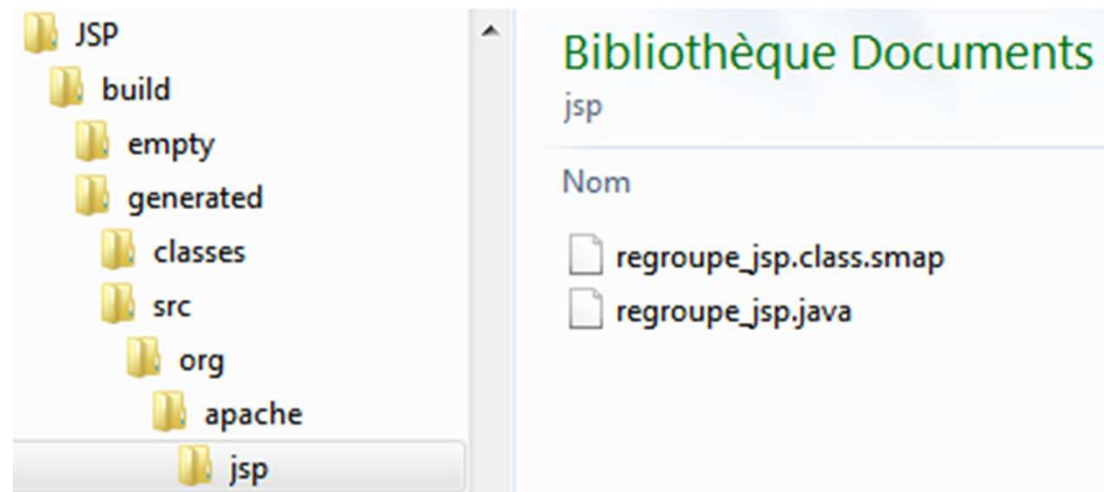 JSP
build
empty
generated
classes
src
org
apache
jsp
Bibliothèque Documents
jsp
Nom
regroupe_jsp.class.smap
regroupe_jsp.java